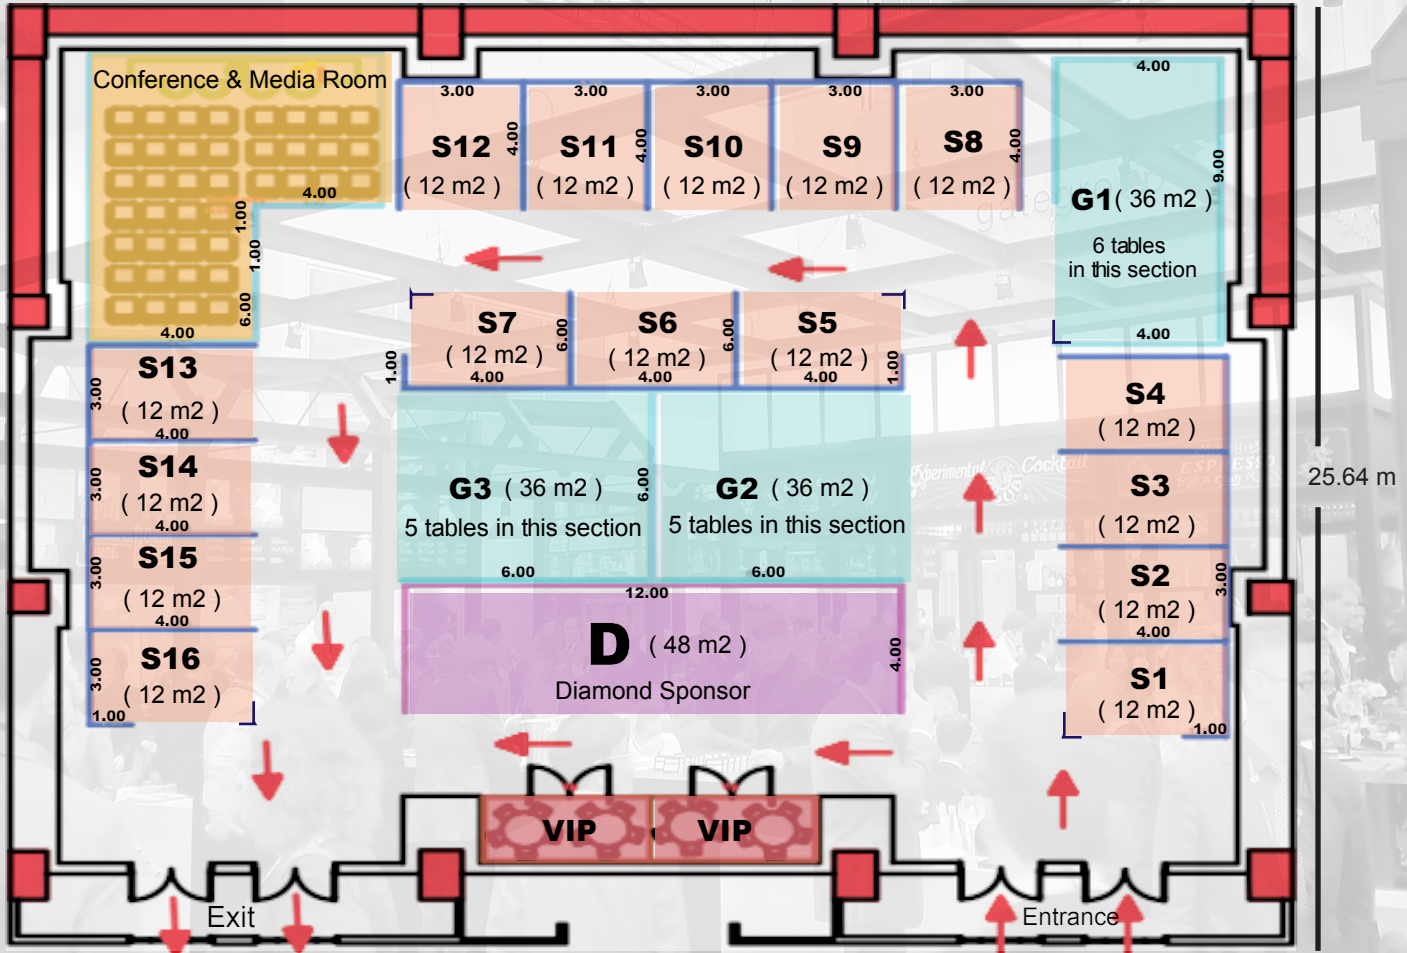 Conference & Media Room
4.00
1.00
1.00
6.00
4.00
3.00
S12
4.00
( 12 m2 )
3.00
S11
4.00
( 12 m2 )
3.00
S10
( 12 m2 )
3.00
S9
( 12 m2 )
3.00
S8
4.00
( 12 m2 )
4.00
9.00
G1 ( 36 m2 )
6 tables
in this section
4.00
S7
( 12 m2 )
6.00
4.00
1.00
S6
( 12 m2 )
6.00
4.00
S5
( 12 m2 )
4.00
1.00
S13
3.00
( 12 m2 )
4.00
S14
3.00
( 12 m2 )
4.00
S15
3.00
( 12 m2 )
4.00
S16
3.00
( 12 m2 )
1.00
G3 ( 36 m2 )
6.00
5 tables in this section
6.00
G2 ( 36 m2 )
5 tables in this section
6.00
12.00
D ( 48 m2 )
4.00
Diamond Sponsor
S4
( 12 m2 )
S3
( 12 m2 )
S2
3.00
( 12 m2 )
4.00
S1
( 12 m2 )
1.00
25.64 m
Experimental Cocktail
ESPRESSO
VIP
VIP
Exit
Entrance